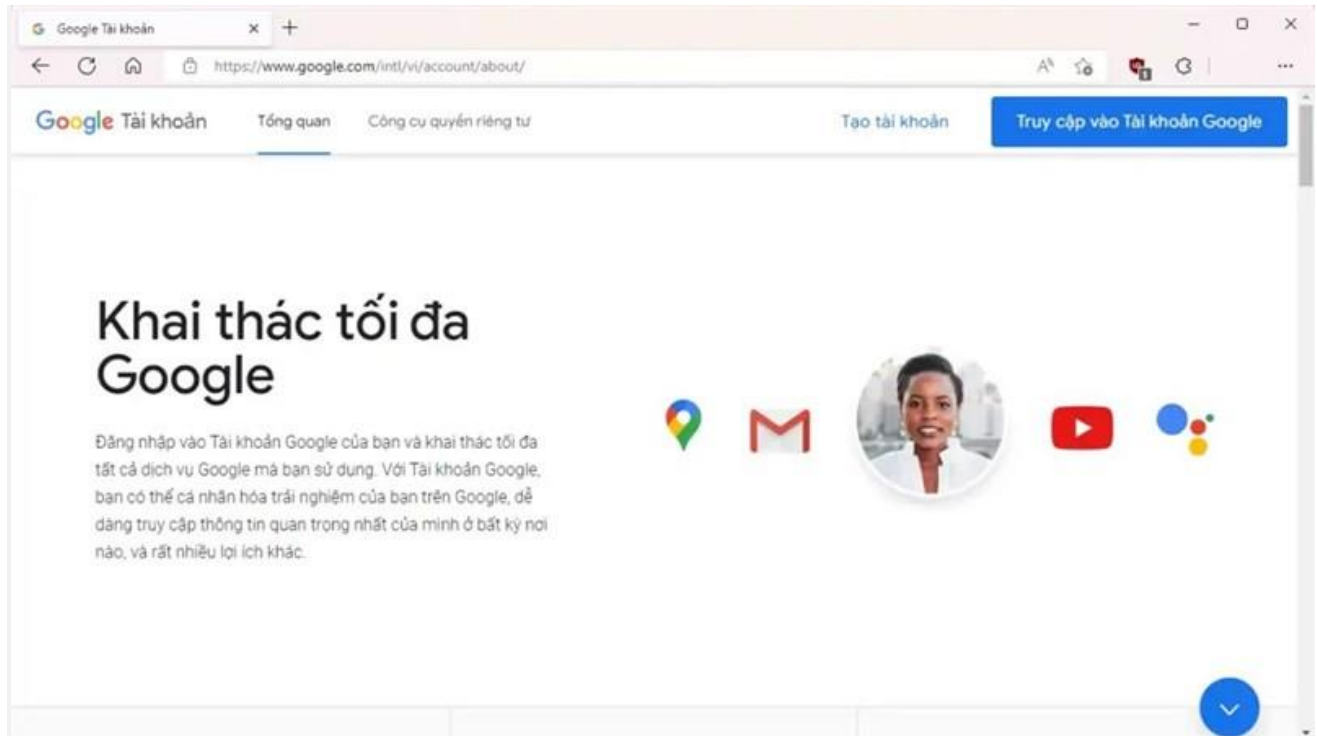 Google Tài khoản
https://www.google.com/intl/vi/account/about/
Google Tài khoản Tổng quan Công cụ quyền riêng tư Tạo tài khoản Truy cập vào Tài khoản Google
Khai thác tối đa
Google
Đăng nhập vào Tài khoản Google của bạn và khai thác tối đa
tất cả dịch vụ Google mà bạn sử dụng. Với Tài khoản Google,
bạn có thể cá nhân hóa trải nghiệm của bạn trên Google, dễ
dàng truy cập thông tin quan trọng nhất của mình ở bất kỳ nơi
nào, và rất nhiều lợi ích khác.